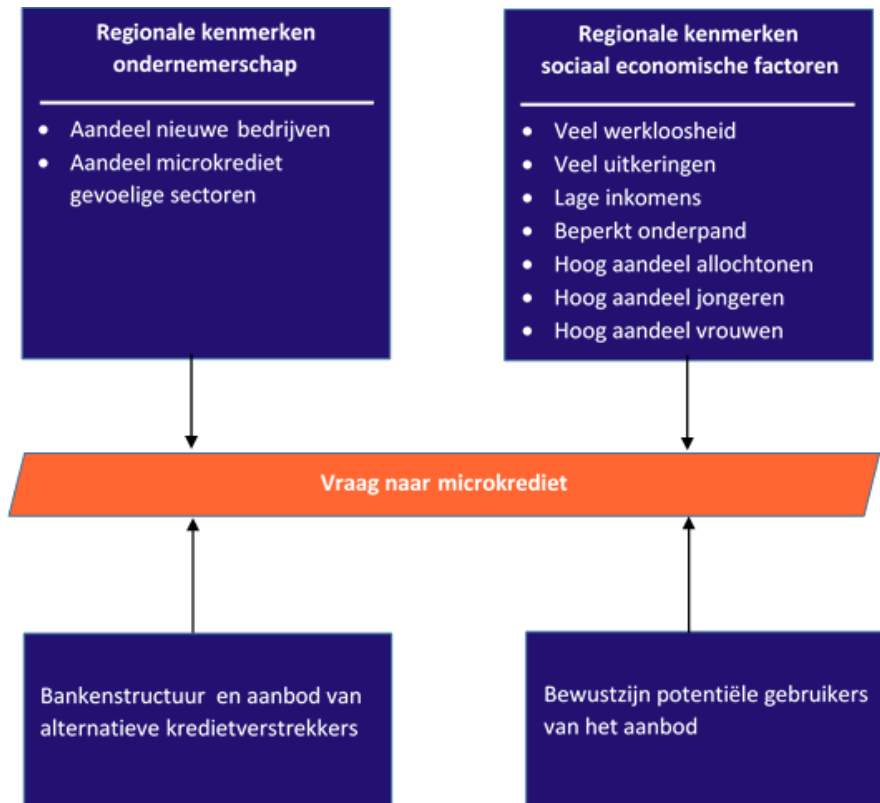 Regionale kenmerken
ondernemerschap
• Aandeel nieuwe bedrijven
• Aandeel microkrediet
gevoelige sectoren
Regionale kenmerken
sociaal economische factoren
• Veel werkloosheid
• Veel uitkeringen
• Lage inkomens
• Beperkt onderpand
• Hoog aandeel allochtonen
• Hoog aandeel jongeren
• Hoog aandeel vrouwen
Vraag naar microkrediet
Bankenstructuur en aanbod van
alternatieve kredietverstrekkers
Bewustzijn potentiële gebruikers
van het aanbod